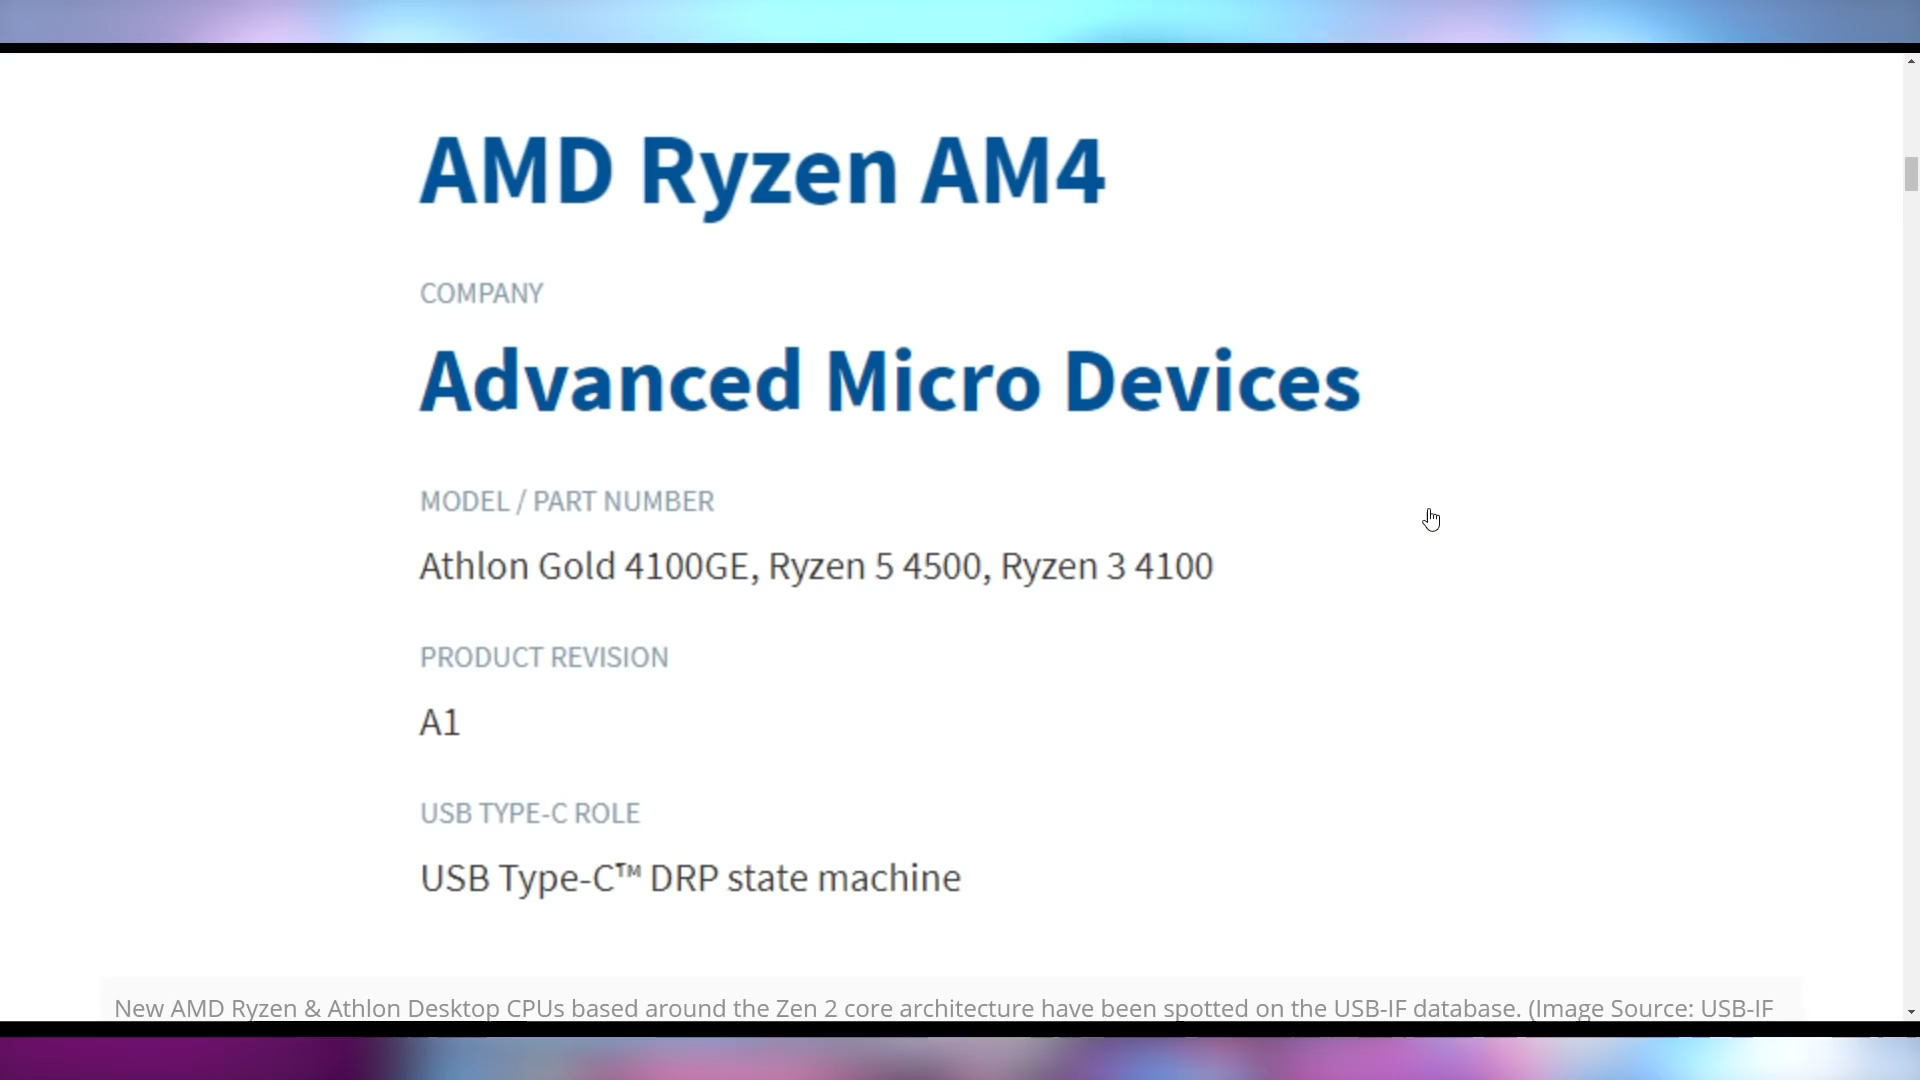 AMD Ryzen AM4
COMPANY
Advanced Micro Devices
MODEL / PART NUMBER
Athlon Gold 4100GE, Ryzen 5 4500, Ryzen 3 4100
PRODUCT REVISION
A1
USB TYPE-C ROLE
USB Type-C™ DRP state machine
New AMD Ryzen & Athlon Desktop CPUs based around the Zen 2 core architecture have been spotted on the USB-IF database. (Image Source: USB-IF